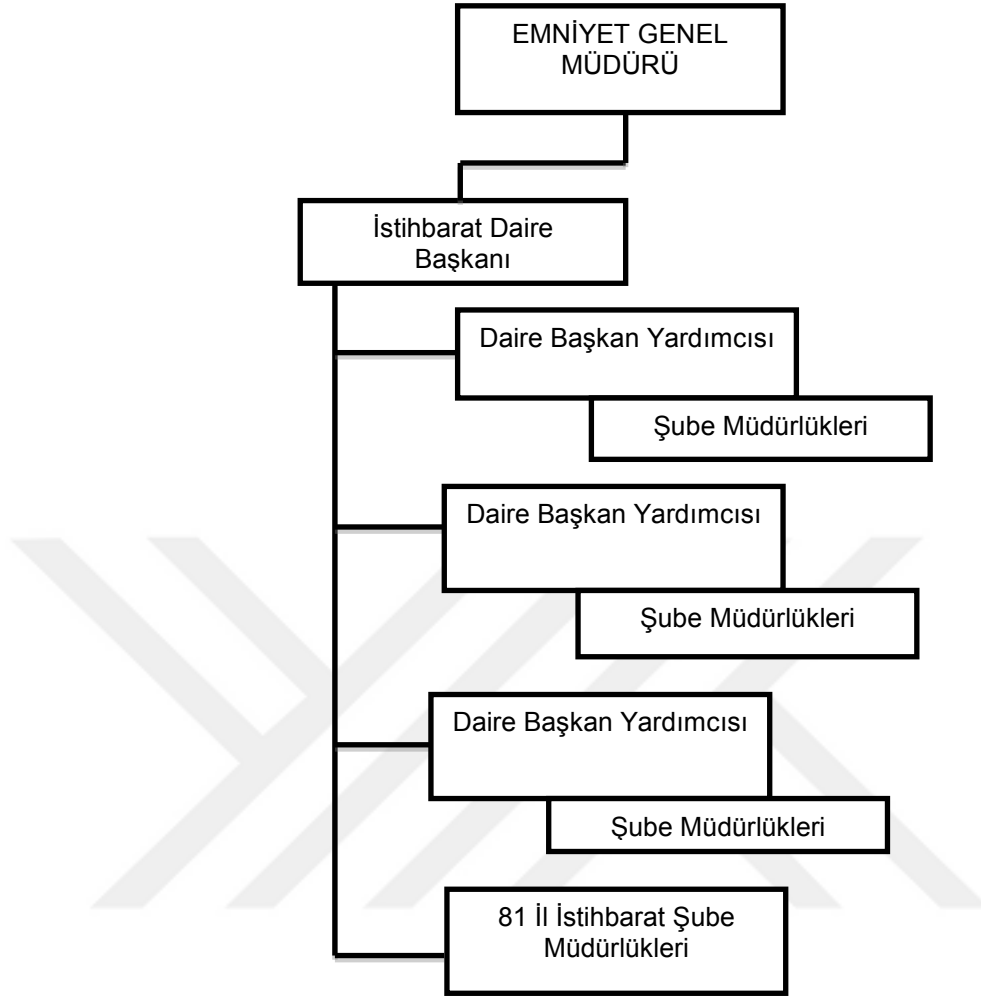 EMNİYET GENEL
MÜDÜRÜ
İstihbarat Daire
Başkanı
Daire Başkan Yardımcısı
Şube Müdürlükleri
Daire Başkan Yardımcısı
Şube Müdürlükleri
Daire Başkan Yardımcısı
Şube Müdürlükleri
81 İl İstihbarat Şube
Müdürlükleri